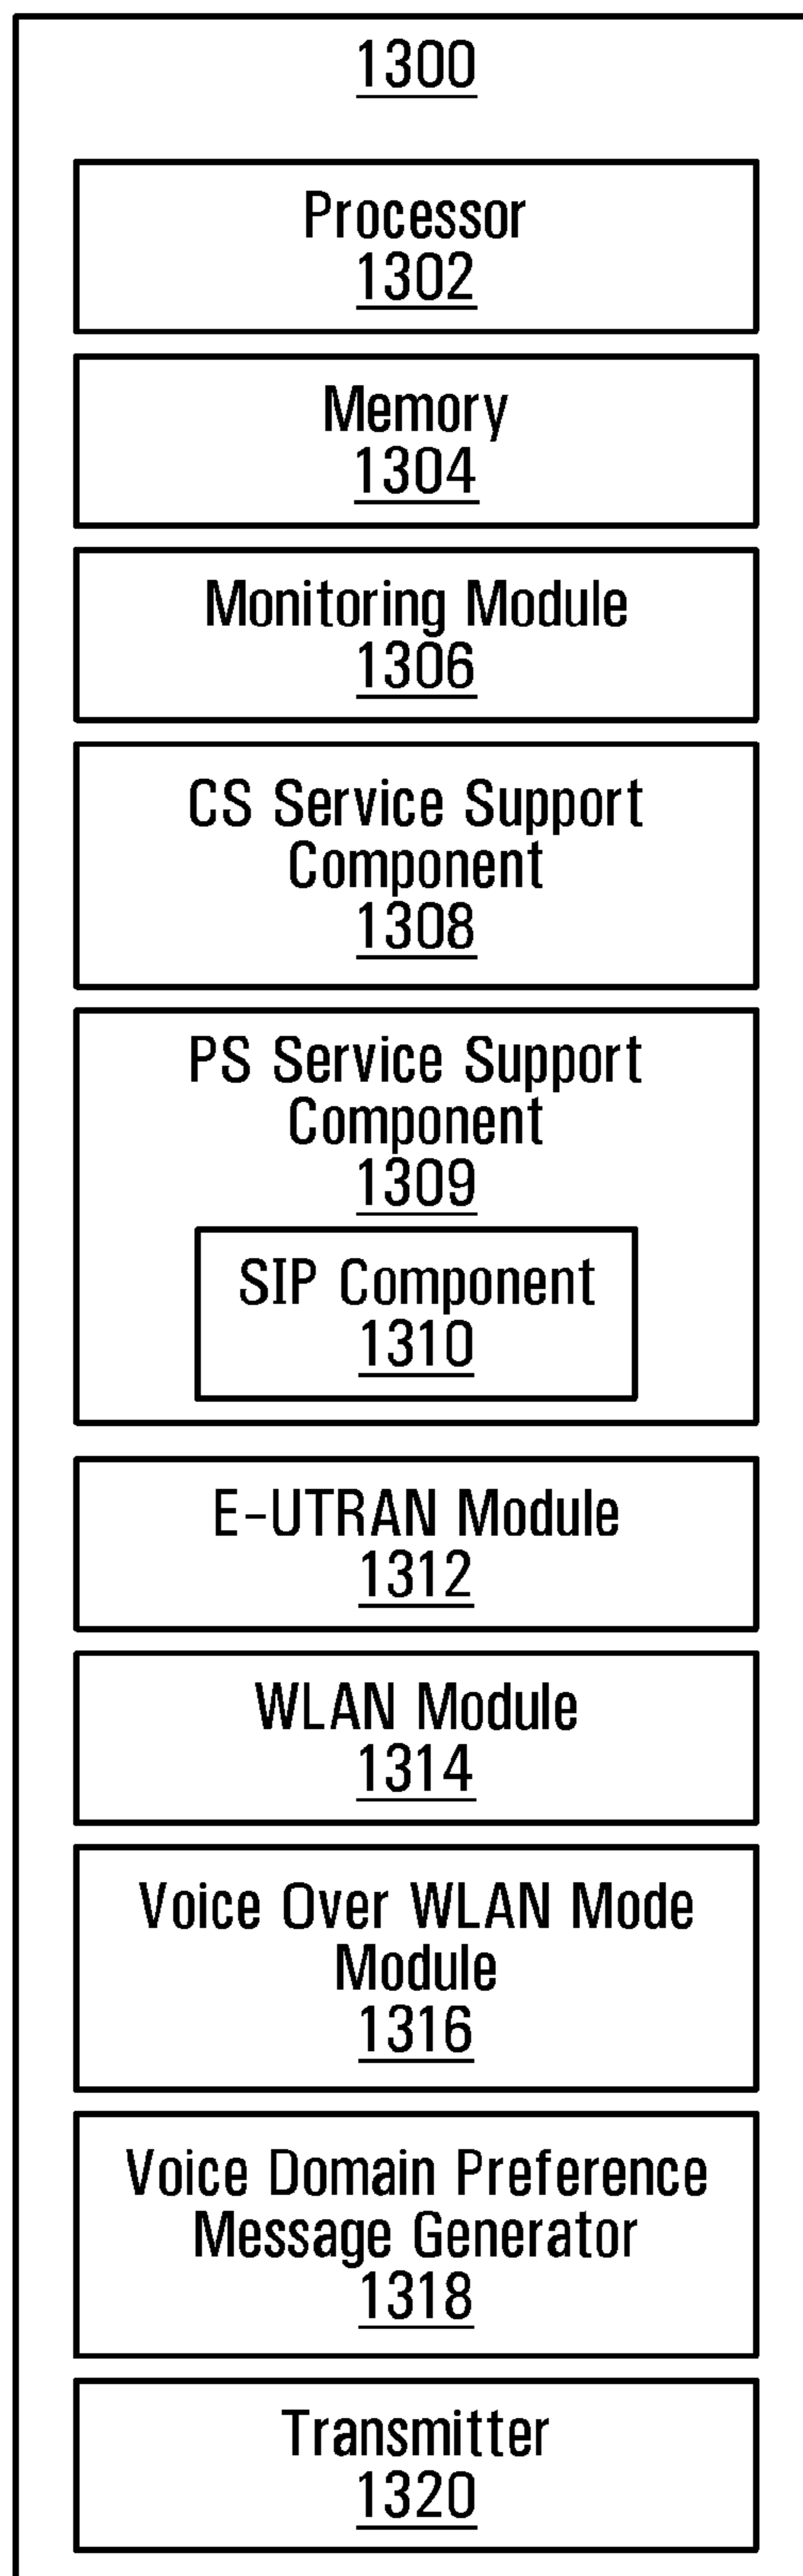 1300
Processor
1302
Memory
1304
Monitoring Module
1306
CS Service Support
Component
1308
PS Service Support
Component
1309
SIP Component
1310
E-UTRAN Module
1312
WLAN Module
1314
Voice Over WLAN Mode
Module
1316
Voice Domain Preference
Message Generator
1318
Transmitter
1320